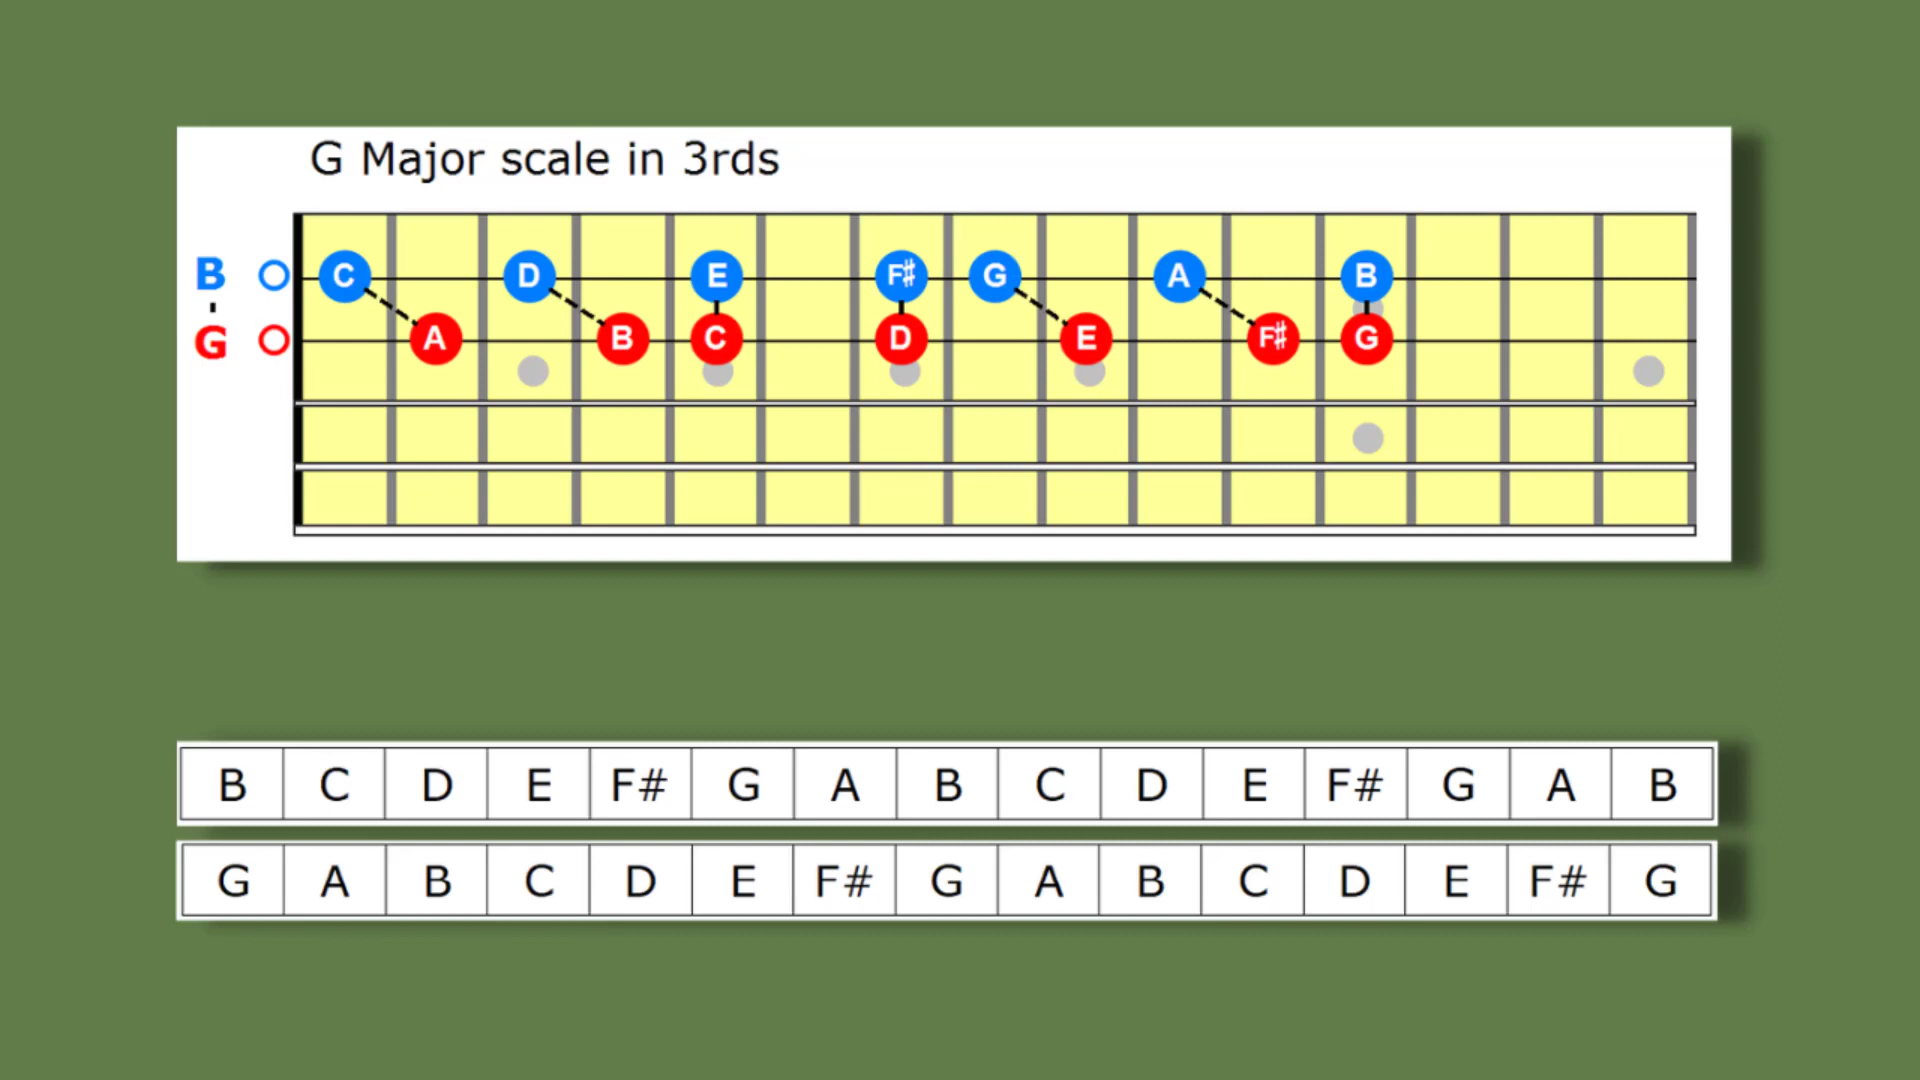 G Major scale in 3rds
B C D E F♯ G A B
-
G A B C D E F♯ G
B C D E F# G A B C D E F# G A B
G A B C D E F# G A B C D E F# G